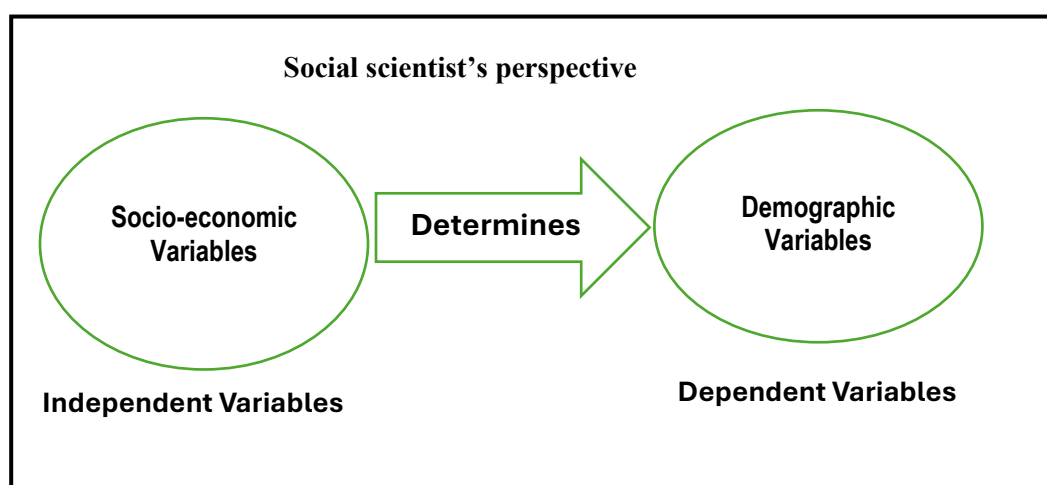 Social scientist’s perspective
Socio-economic
Variables
Determines
Demographic
Variables
Independent Variables
Dependent Variables